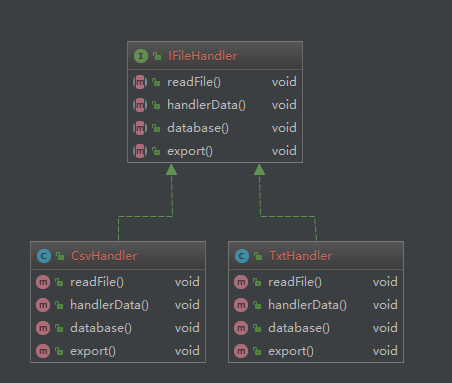 IFileHandler
readFile() void
handlerData() void
database() void
export() void
CsvHandler
readFile() void
handlerData() void
database() void
export() void
TxtHandler
readFile() void
handlerData() void
database() void
export() void